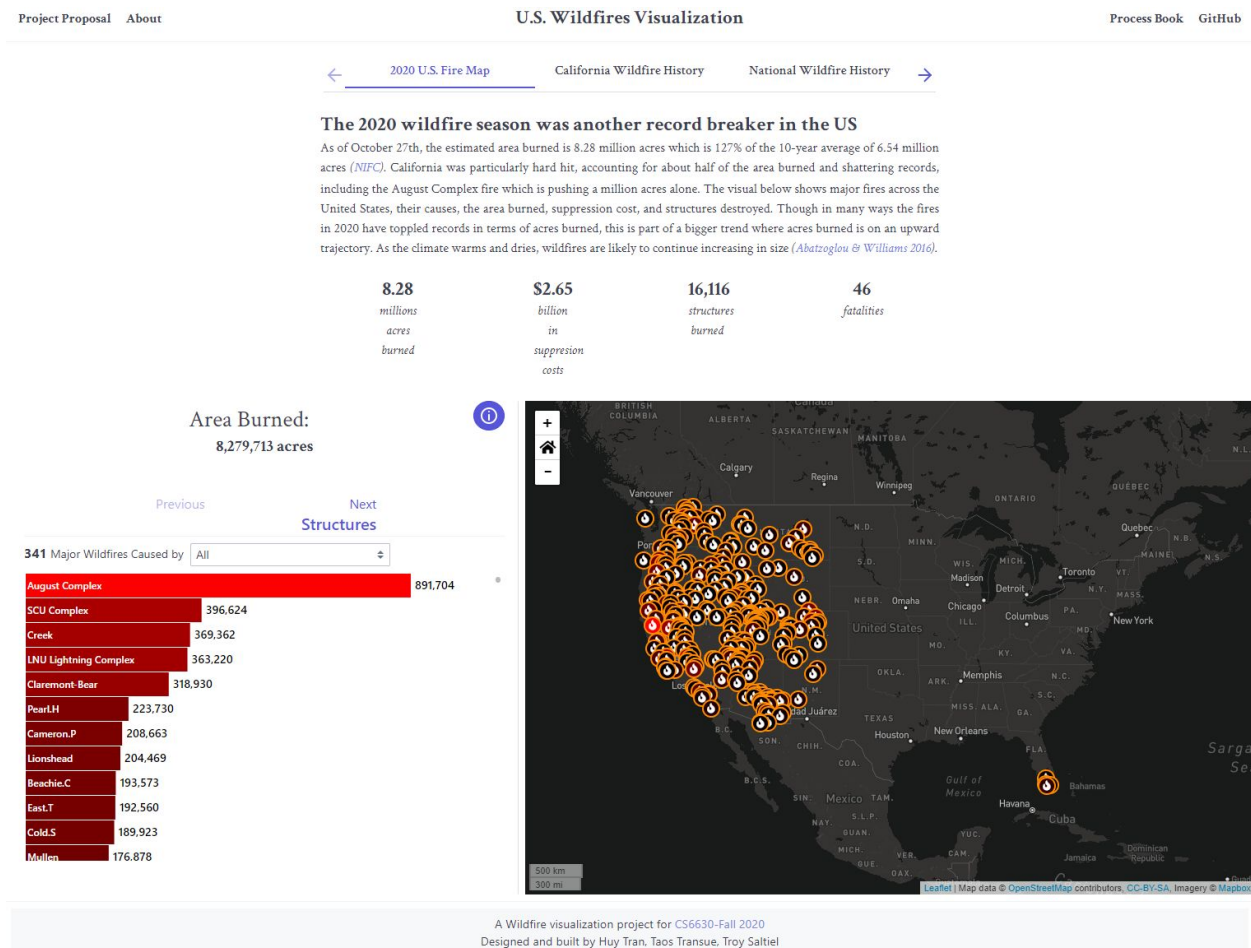 Project Proposal About U.S. Wildfires Visualization Process Book GitHub
← 2020 U.S. Fire Map California Wildfire History National Wildfire History →
The 2020 wildfire season was another record breaker in the US
As of October 27th, the estimated area burned is 8.28 million acres which is 127% of the 10-year average of 6.54 million
acres (NIFC). California was particularly hard hit, accounting for about half of the area burned and shattering records,
including the August Complex fire which is pushing a million acres alone. The visual below shows major fires across the
United States, their causes, the area burned, suppression cost, and structures destroyed. Though in many ways the fires
in 2020 have toppled records in terms of acres burned, this is part of a bigger trend where acres burned is on an upward
trajectory. As the climate warms and dries, wildfires are likely to continue increasing in size (Abatzoglou & Williams 2016).
8.28 $2.65 16,116 46
millions billion structures fatalities
acres in burned
burned suppresion
costs
Area Burned:
8,279,713 acres
Previous Next
Structures
341 Major Wildfires Caused by All
August Complex 891,704
SCU Complex 396,624
Creek 369,362
LNU Lightning Complex 363,220
Claremont-Bear 318,930
Pearl.H 223,730
Cameron.P 208,663
Lionshead 204,469
Beachie.C 193,573
East.T 192,560
Cold.S 189,923
Mullen 176,878
+
−
Canada
BRITISH
COLUMBIA
ALBERTA
SASKATCHEWAN
MANITOBA
Calgary
Regina
Winnipeg
Vancouver
ONTARIO
QUÉBEC
N.L.
Quebec
N.B.
MAINE
N.S.
N.D.
MINN.
S.D.
WIS.
MICH.
Madison
Toronto
VT.
Detroit
N.Y.
MASS.
NEBR.
Omaha
Chicago
ILL.
Columbus
PA.
New York
MD.
United States
MO.
KY.
VA.
OKLA.
ARK.
Memphis
N.C.
S.C.
N.M.
MISS.
ALA.
GA.
dad Juárez
TEXAS
Houston
New Orleans
FLA.
B.C.
SON.
CHIH.
COA.
B.C.S.
Gulf of
Mexico
Bahamas
Sarga
Se
SIN.
Mexico
TAM.
Havana
Cuba
NAY.
S.L.P.
GUAN.
YUC.
MICH.
VER.
CAM.
QUE.
OAX.
Jamaica
Dominican
Republic
500 km
300 mi
Leaflet | Map data © OpenStreetMap contributors, CC-BY-SA, Imagery © Mapbox
A Wildfire visualization project for CS6630-Fall 2020
Designed and built by Huy Tran, Taos Transue, Troy Saltiel